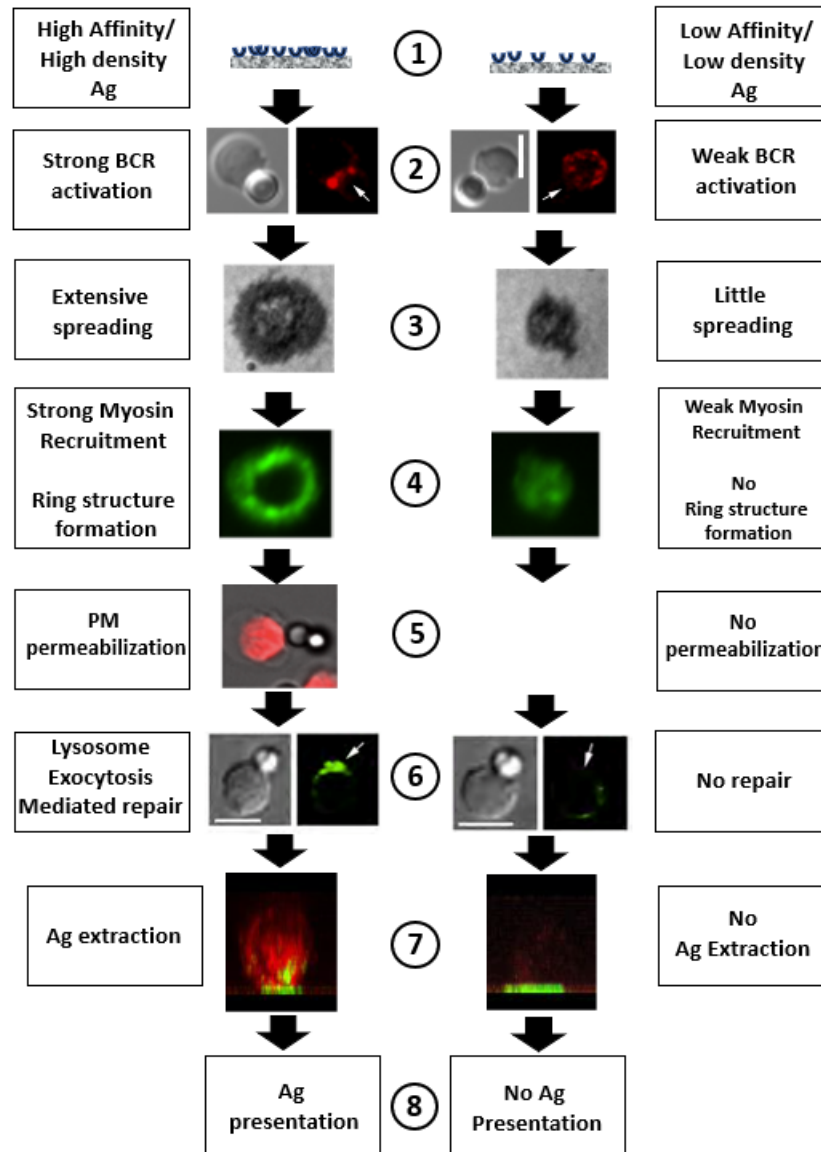 High Affinity/
High density
Ag
1
Low Affinity/
Low density
Ag
Strong BCR
activation
2
Weak BCR
activation
Extensive
spreading
3
Little
spreading
Strong Myosin
Recruitment
Ring structure
formation
4
Weak Myosin
Recruitment
No
Ring structure
formation
PM
permeabilization
5
No
permeabilization
Lysosome
Exocytosis
Mediated repair
6
No repair
Ag extraction
7
No
Ag Extraction
Ag
presentation
8
No Ag
Presentation